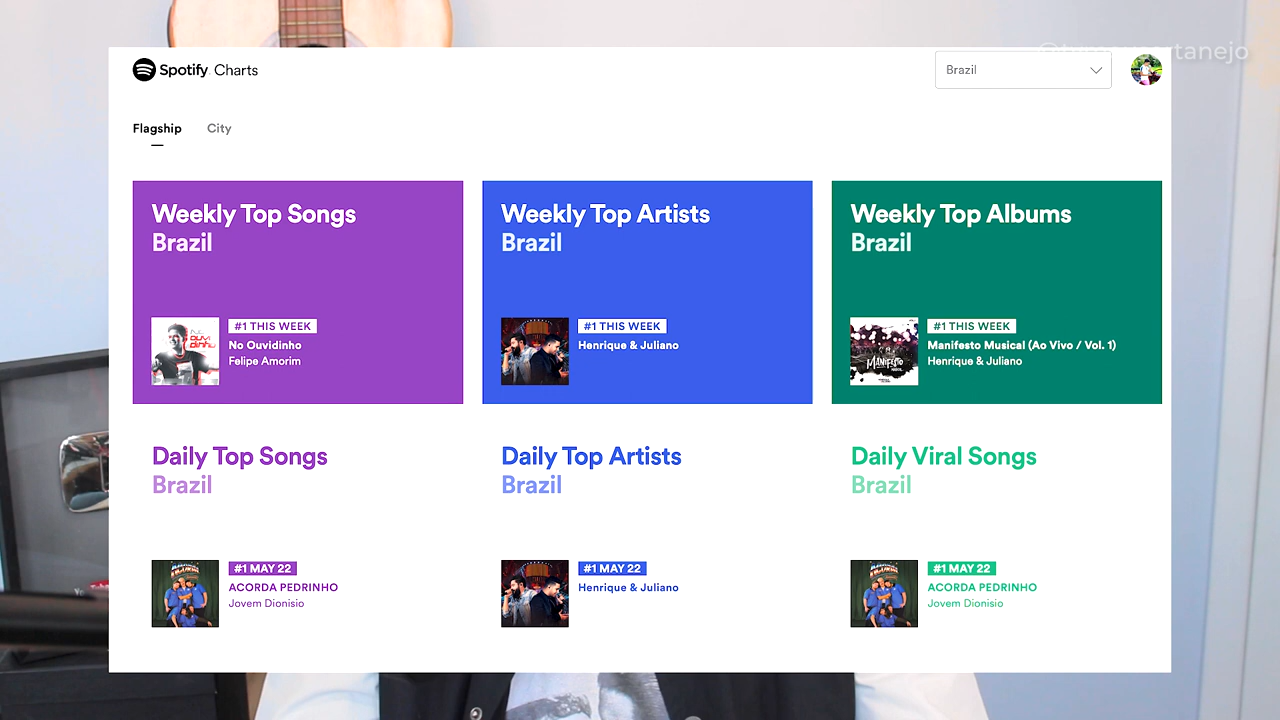 Spotify Charts
Brazil
Flagship
City
Weekly Top Songs
Brazil
#1 THIS WEEK
No Ouvidinho
Felipe Amorim
Weekly Top Artists
Brazil
#1 THIS WEEK
Henrique & Juliano
Weekly Top Albums
Brazil
MANIFESTO
#1 THIS WEEK
Manifesto Musical (Ao Vivo / Vol. 1)
Henrique & Juliano
Daily Top Songs
Brazil
#1 MAY 22
ACORDA PEDRINHO
Jovem Dionisio
Daily Top Artists
Brazil
#1 MAY 22
Henrique & Juliano
Daily Viral Songs
Brazil
#1 MAY 22
ACORDA PEDRINHO
Jovem Dionisio